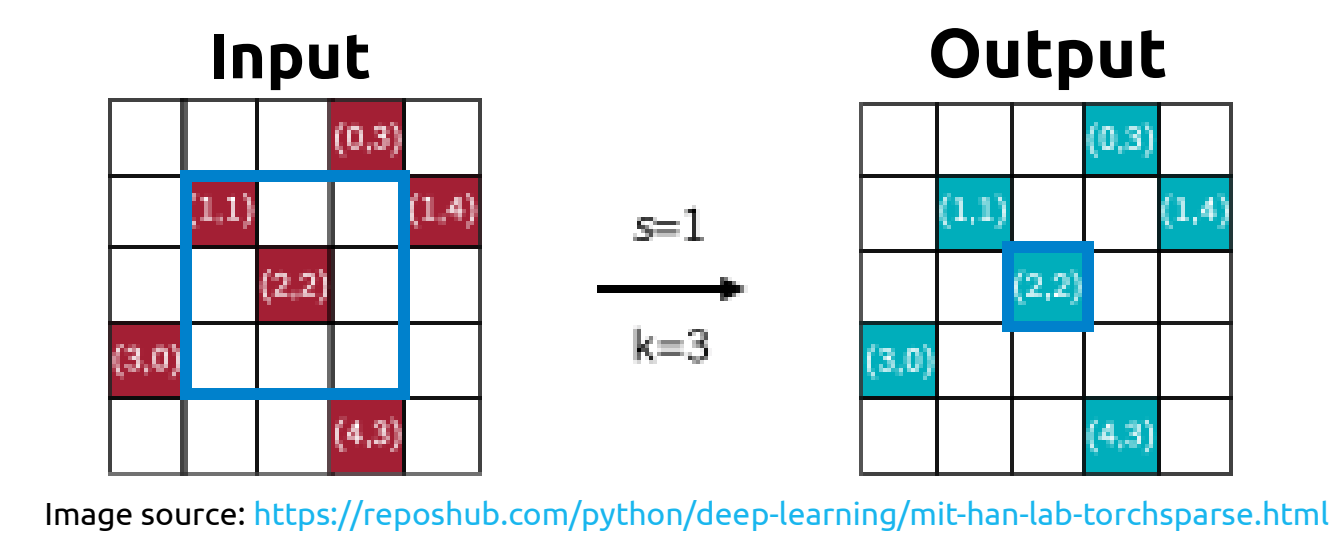 Input Output
(0,3) (0,3)
(1,1) (1,4) s=1 (1,1) (1,4)
(2,2) (2,2)
(3,0) k=3 (3,0)
(4,3) (4,3)
Image source: https://reposhub.com/python/deep-learning/mit-han-lab-torchsparse.html